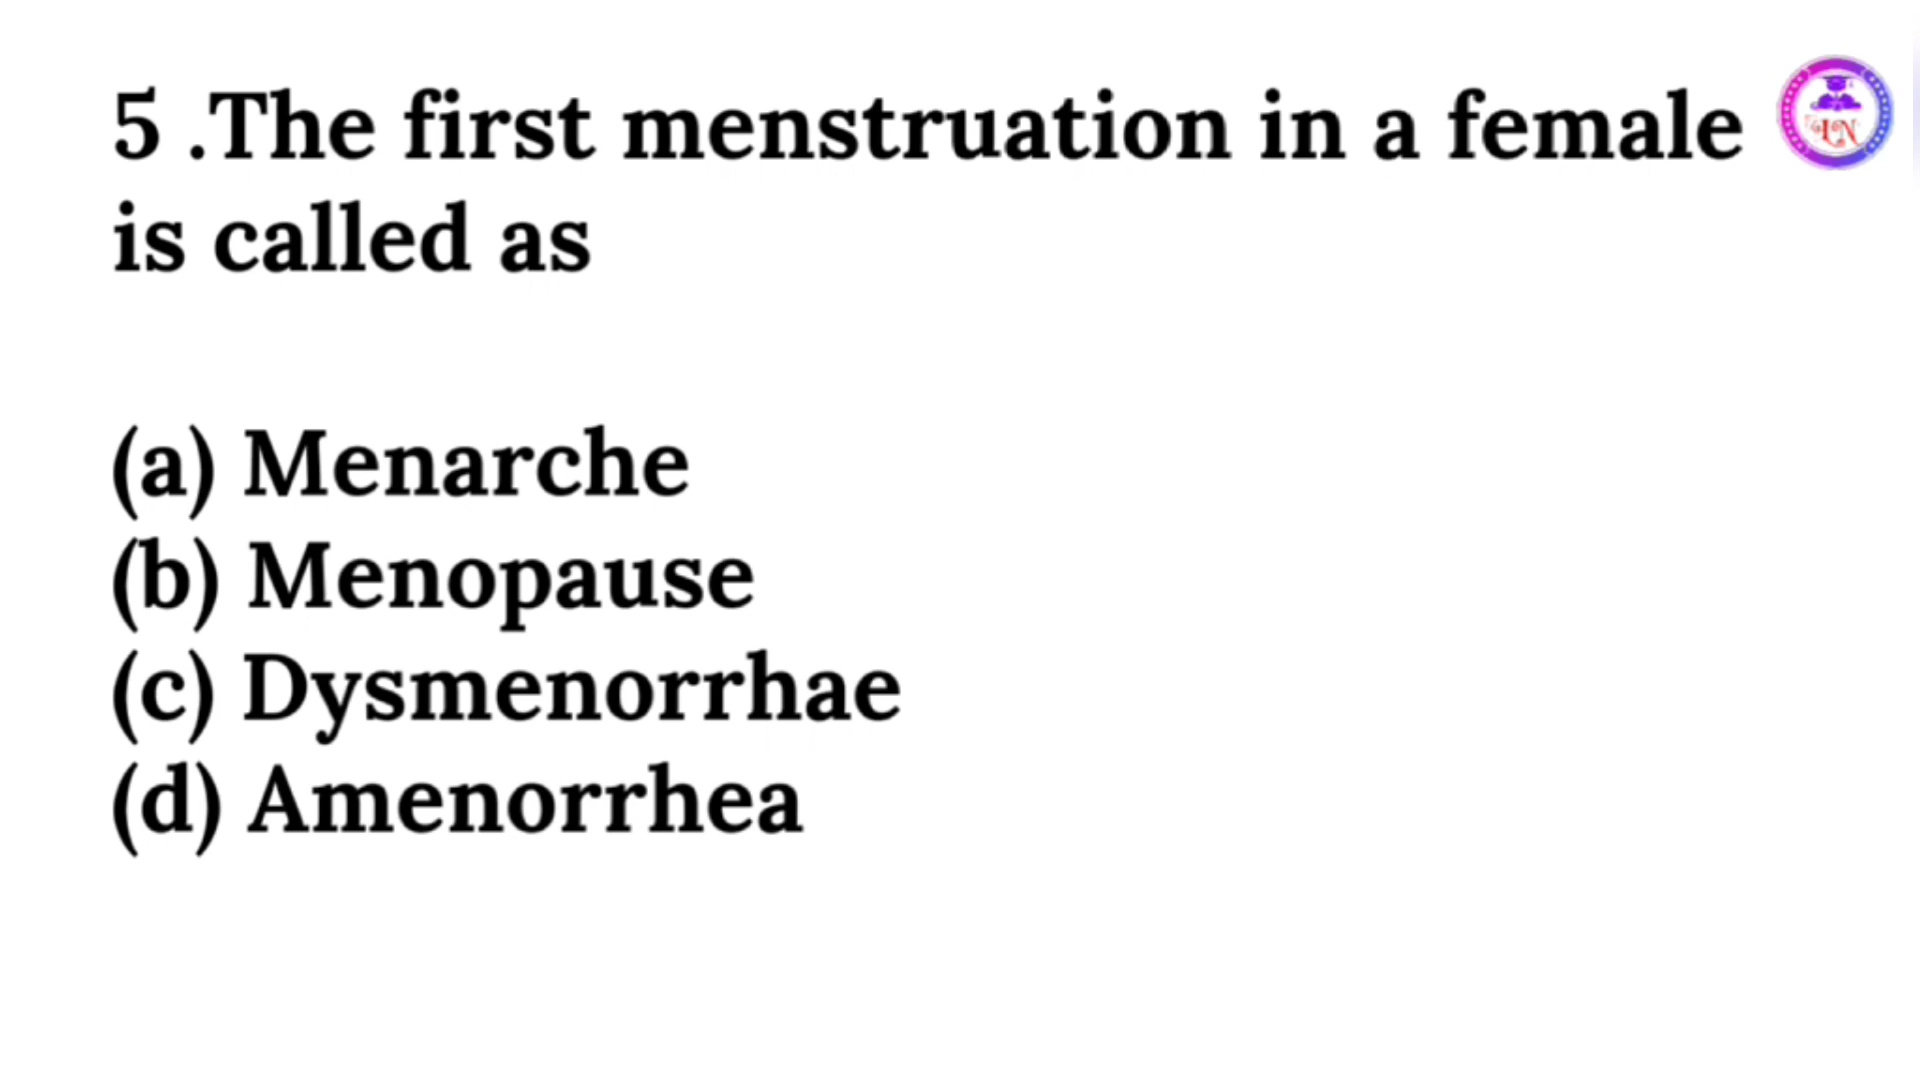 5 .The first menstruation in a female
is called as
(a) Menarche
(b) Menopause
(c) Dysmenorrhae
(d) Amenorrhea